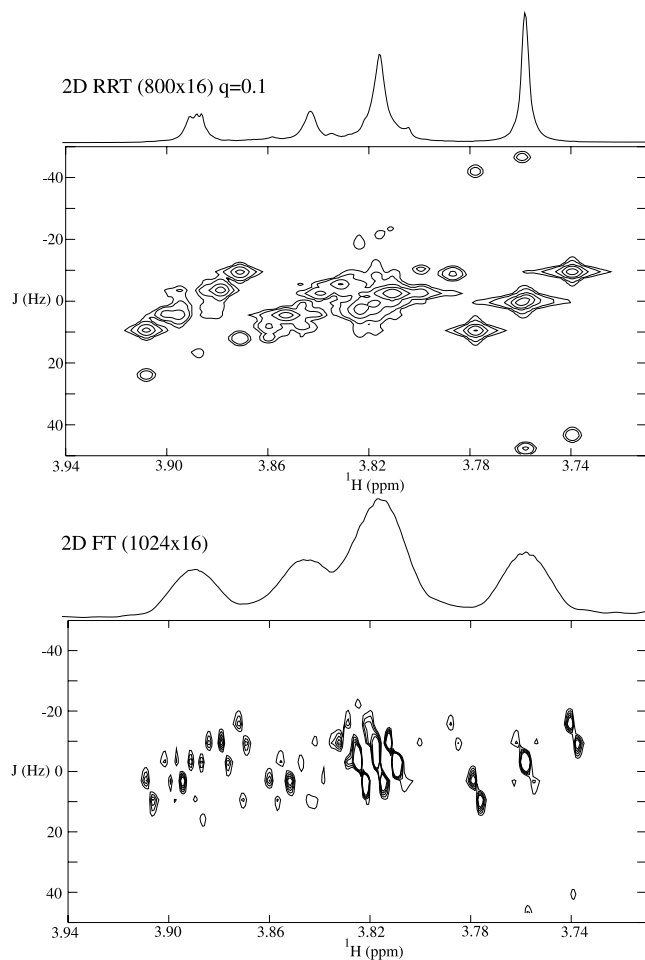 2D RRT (800x16) q=0.1
-40
-20
J (Hz) 0
20
40
3.94 3.90 3.86 3.82 3.78 3.74
1H (ppm)
2D FT (1024x16)
-40
-20
J (Hz) 0
20
40
3.94 3.90 3.86 3.82 3.78 3.74
1H (ppm)